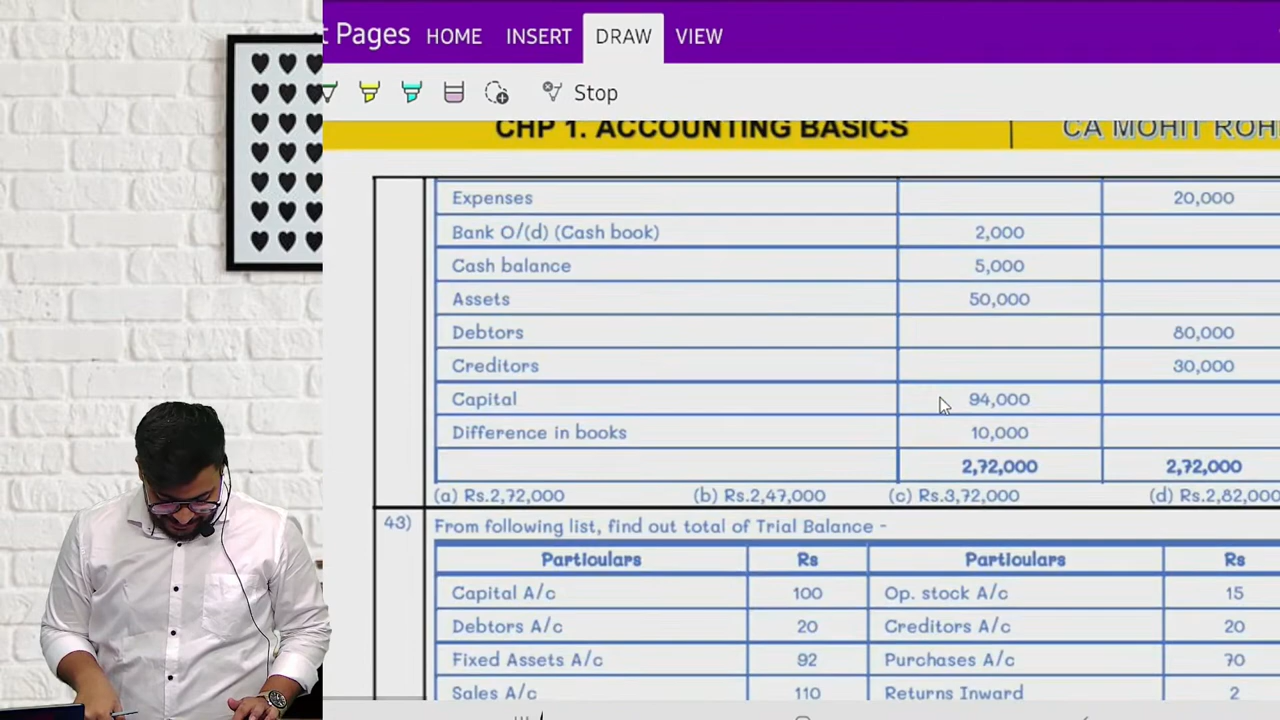 t Pages HOME INSERT DRAW VIEW
Stop
CHP 1. ACCOUNTING BASICS CA MOHIT ROH
Expenses 20,000
Bank O/(d) (Cash book) 2,000
Cash balance 5,000
Assets 50,000
Debtors 80,000
Creditors 30,000
Capital 94,000
Difference in books 10,000
2,72,000 2,72,000
(a) Rs.2,72,000 (b) Rs.2,47,000 (c) Rs.3,72,000 (d) Rs.2,82,000
43) From following list, find out total of Trial Balance -
Particulars Rs Particulars Rs
Capital A/c 100 Op. stock A/c 15
Debtors A/c 20 Creditors A/c 20
Fixed Assets A/c 92 Purchases A/c 70
Sales A/c 110 Returns Inward 2